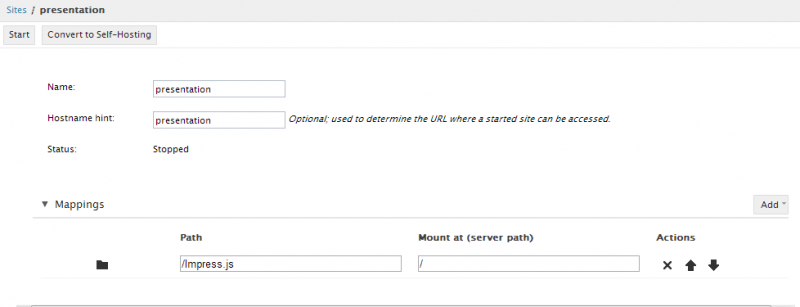 Sites / presentation
Start Convert to Self-Hosting
Name: presentation
Hostname hint: presentation Optional; used to determine the URL where a started site can be accessed.
Status: Stopped
Mappings Add
Path Mount at (server path) Actions
/Impress.js /